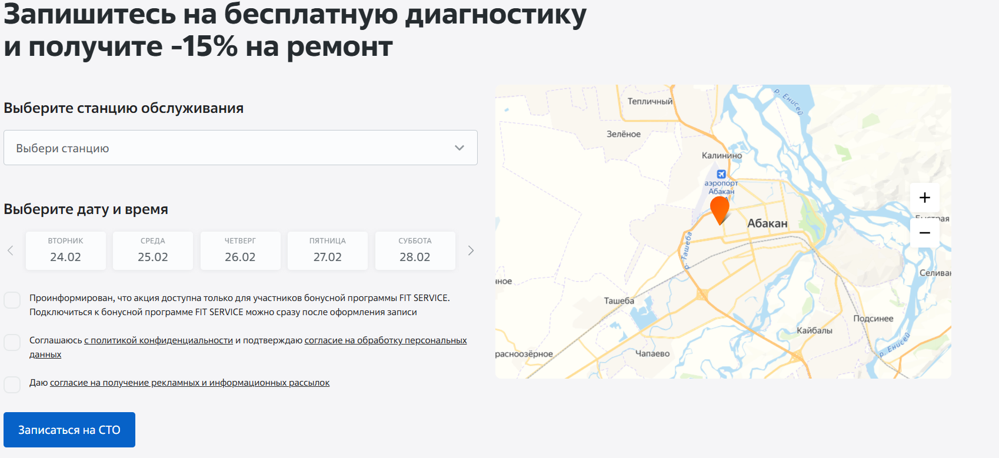 Запишитесь на бесплатную диагностику
и получите -15% на ремонт
Выберите станцию обслуживания
Выбери станцию
Выберите дату и время
ВТОРНИК
24.02
СРЕДА
25.02
ЧЕТВЕРГ
26.02
ПЯТНИЦА
27.02
СУББОТА
28.02
Проинформирован, что акция доступна только для участников бонусной программы FIT SERVICE.
Подключиться к бонусной программе FIT SERVICE можно сразу после оформления записи
Соглашаюсь с политикой конфиденциальности и подтверждаю согласие на обработку персональных
данных
Даю согласие на получение рекламных и информационных рассылок
Записаться на СТО
р. Енисей
Тепличный
Зелёное
Калинино
аэропорт
Абакан
Абакан
+
Быстрая
−
р. Ташеба
ное
Селиван
Ташеба
Подсинее
Кайбалы
р. Енисей
расноозёрное
Чапаево